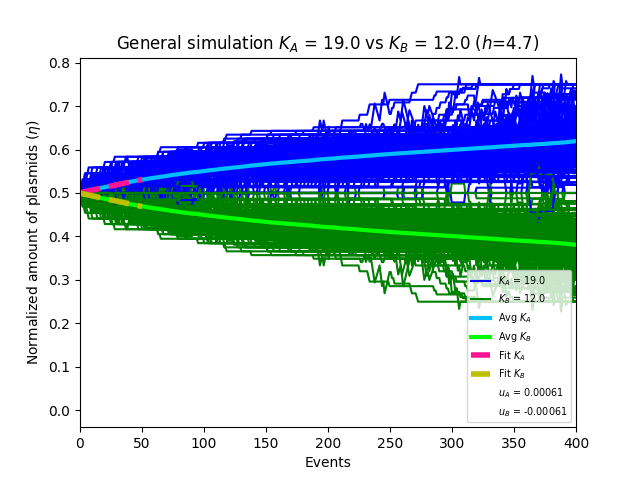 General simulation K_A = 19.0 vs K_B = 12.0 (h=4.7)
Normalized amount of plasmids (η)
0.8
0.7
0.6
0.5
0.4
0.3
0.2
0.1
0.0
K_A = 19.0
K_B = 12.0
Avg K_A
Avg K_B
Fit K_A
Fit K_B
u_A = 0.00061
u_B = -0.00061
0 50 100 150 200 250 300 350 400
Events